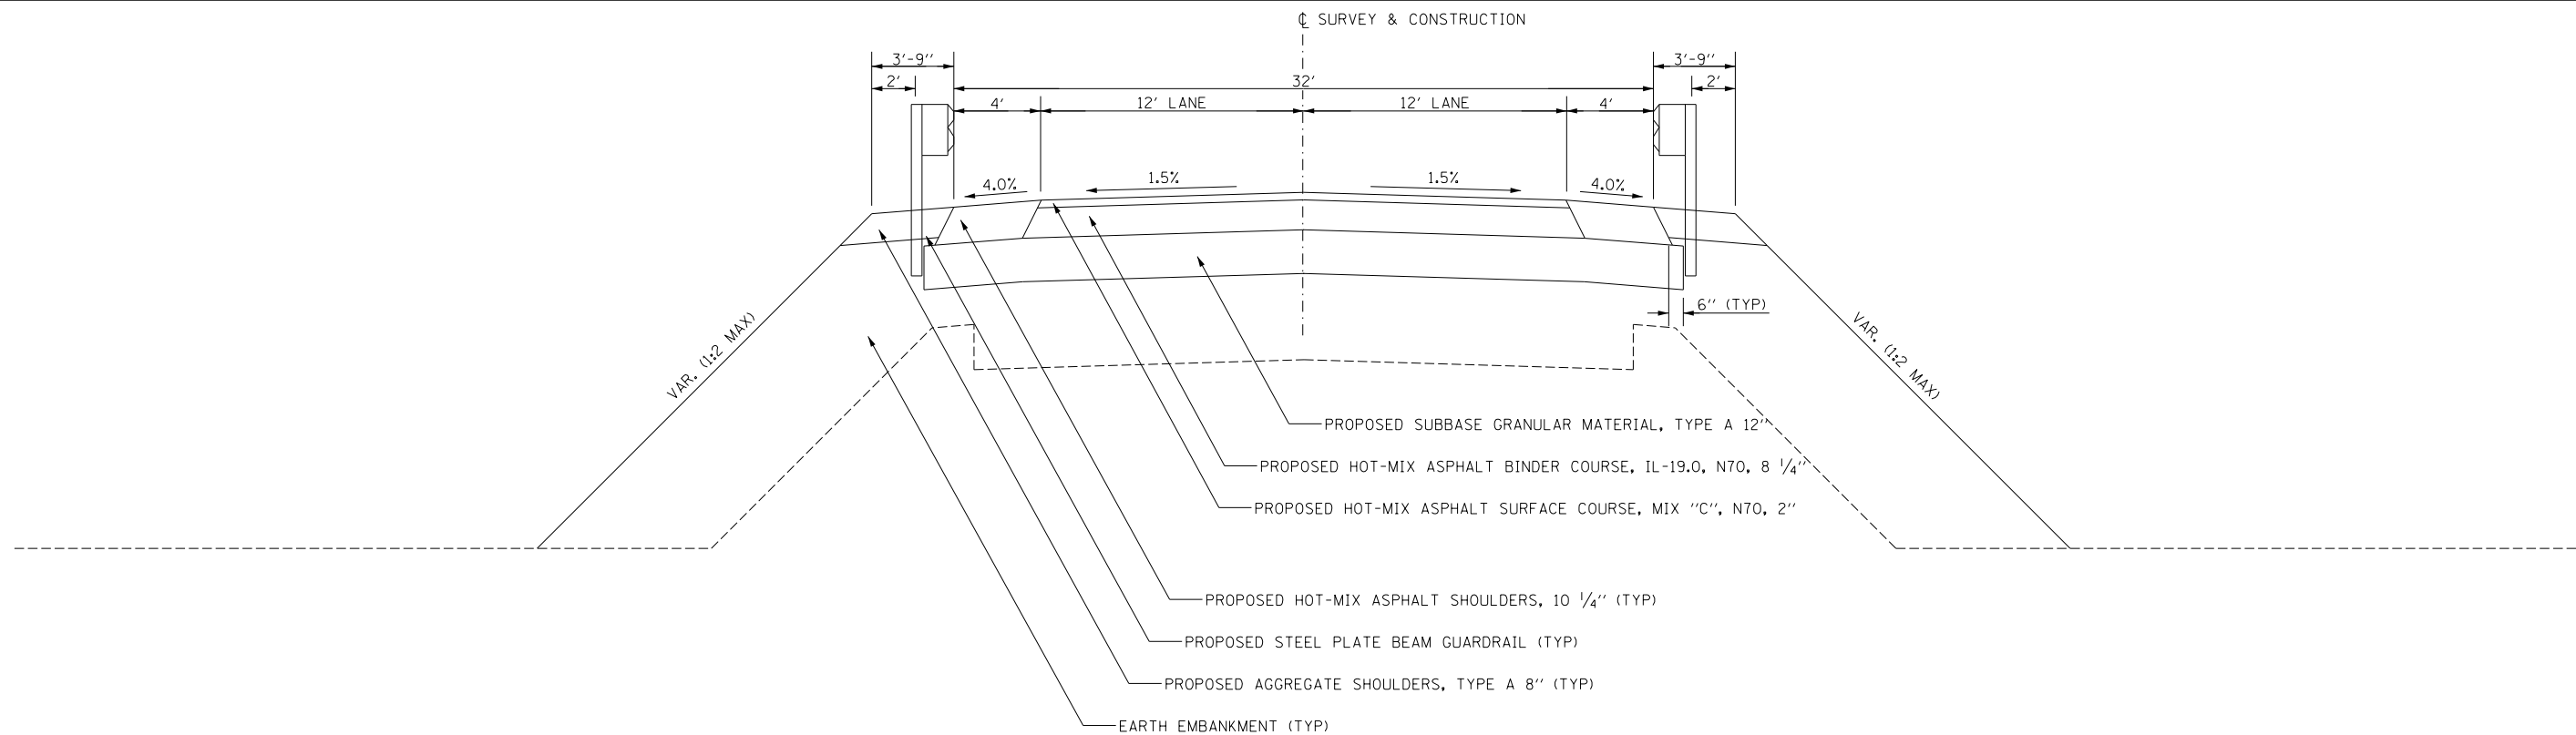 ℄ SURVEY & CONSTRUCTION
3'-9" 3'-9"
2' 32' 2'
4' 12' LANE 12' LANE 4'
4.0% 1.5% 1.5% 4.0%
6" (TYP)
VAR. (1:2 MAX) VAR. (1:2 MAX)
PROPOSED SUBBASE GRANULAR MATERIAL, TYPE A 12"
PROPOSED HOT-MIX ASPHALT BINDER COURSE, IL-19.0, N70, 8 1/4"
PROPOSED HOT-MIX ASPHALT SURFACE COURSE, MIX "C", N70, 2"
PROPOSED HOT-MIX ASPHALT SHOULDERS, 10 1/4" (TYP)
PROPOSED STEEL PLATE BEAM GUARDRAIL (TYP)
PROPOSED AGGREGATE SHOULDERS, TYPE A 8" (TYP)
EARTH EMBANKMENT (TYP)